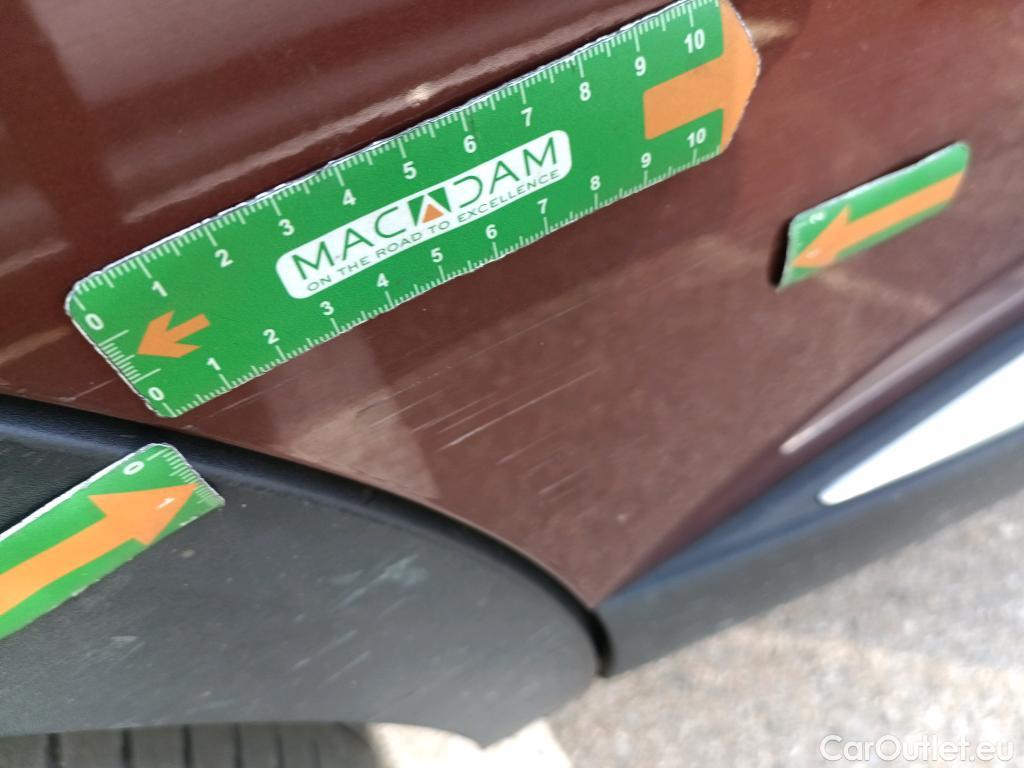 0 1 2 3 4 5 6 7 8 9 10
MACADAM
ON THE ROAD TO EXCELLENCE
0 1 2 3 4 5 6 7 8 9 10
2
0 1
CarOutlet.eu